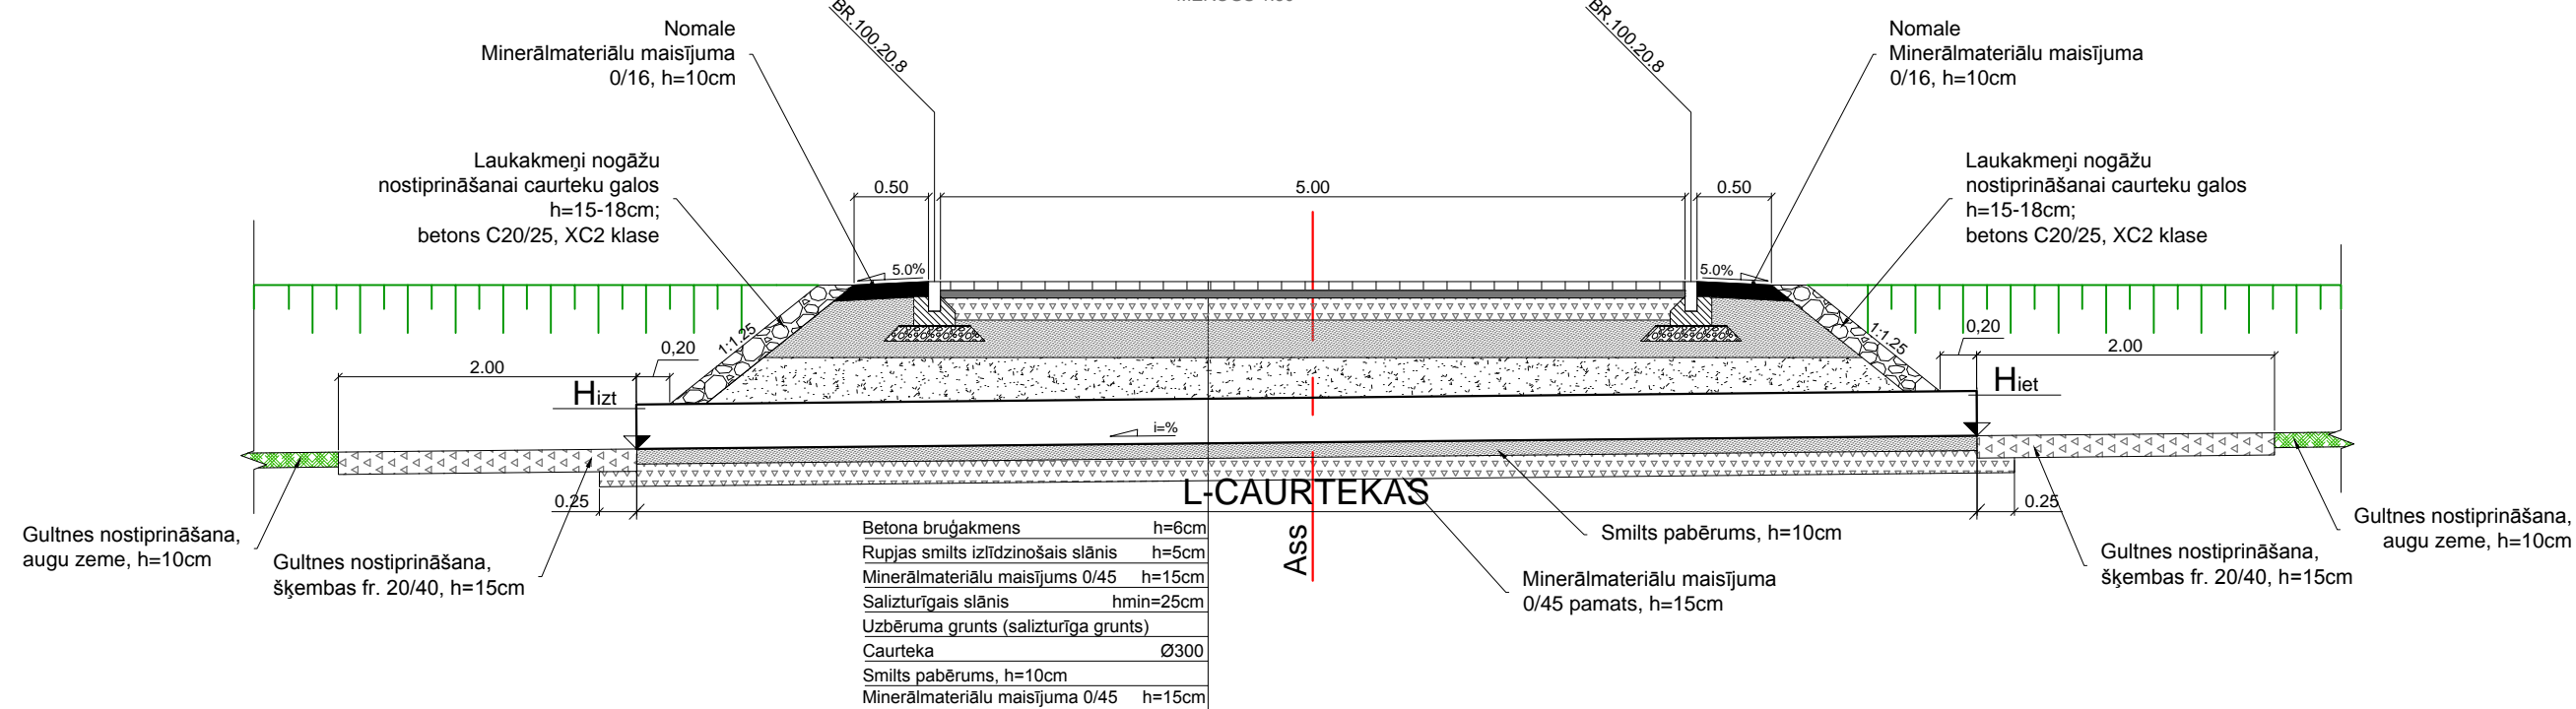 BR.100.20.8
BR.100.20.8
Nomale
Minerālmateriālu maisījuma
0/16, h=10cm
Nomale
Minerālmateriālu maisījuma
0/16, h=10cm
Laukakmeņi nogāžu
nostiprināšanai caurteku galos
h=15-18cm;
betons C20/25, XC2 klase
Laukakmeņi nogāžu
nostiprināšanai caurteku galos
h=15-18cm;
betons C20/25, XC2 klase
0.50
5.00
0.50
5.0%
5.0%
1:1,25
1:1,25
0,20
0,20
2.00
2.00
Hizt
Hiet
i=%
0.25
L-CAURTEKAS
0.25
Ass
Gultnes nostiprināšana,
augu zeme, h=10cm
Gultnes nostiprināšana,
šķembas fr. 20/40, h=15cm
Betona bruģakmens h=6cm
Rupjas smilts izlīdzinošais slānis h=5cm
Minerālmateriālu maisījums 0/45 h=15cm
Salizturīgais slānis hmin=25cm
Uzbēruma grunts (salizturīga grunts)
Caurteka Ø300
Smilts pabērums, h=10cm
Minerālmateriālu maisījuma 0/45 h=15cm
Smilts pabērums, h=10cm
Minerālmateriālu maisījuma
0/45 pamats, h=15cm
Gultnes nostiprināšana,
šķembas fr. 20/40, h=15cm
Gultnes nostiprināšana,
augu zeme, h=10cm